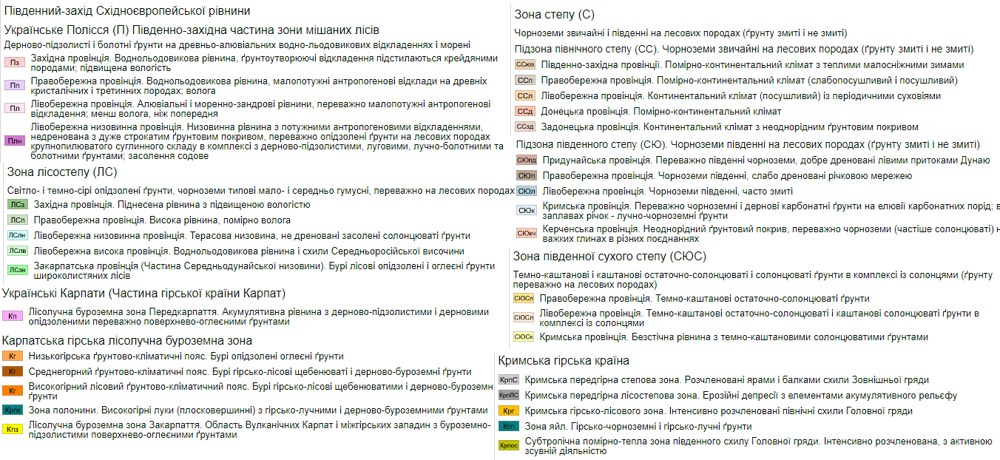 Південний-захід Східноєвропейської рівнини
Українське Полісся (П) Південно-західна частина зони мішаних лісів
Дерново-підзолисті і болотні ґрунти на древньо-алювіальних водно-льодовикових відкладеннях і морені
Пз Західна провінція. Воднольодовикова рівнина, ґрунтоутворюючі відкладення підстилаються крейдяними
породами; підвищена вологість
Пп Правобережна провінція. Воднольодовикова рівнина, малопотужні антропогенові відклади на древніх
кристалічних і третинних породах; волога
Пл Лівобережна провінція. Алювіальні і моренно-зандрові рівнини, переважно малопотужні антропогенові
відкладення; менш волога, ніж попередня
Плн Лівобережна низовинна провінція. Низовинна рівнина з потужними антропогеновими відкладеннями,
недренована з дуже строкатим ґрунтовим покривом, переважно опідзолені ґрунти на лесових породах
крупнопилуватого суглинного складу в комплексі з дерново-підзолистими, луговими, лучно-болотними та
болотними ґрунтами; засолення содове
Зона лісостепу (ЛС)
Світло- і темно-сірі опідзолені ґрунти, чорноземи типові мало- і середньо гумусні, переважно на лесових породах
ЛСз Західна провінція. Піднесена рівнина з підвищеною вологістю
ЛСп Правобережна провінція. Висока рівнина, помірно волога
ЛСлн Лівобережна низовинна провінція. Терасова низовина, не дреновані засолені солонцюваті ґрунти
ЛСлв Лівобережна висока провінція. Воднольодовикова рівнина і схили Середньоросійської височини
ЛСзн Закарпатська провінція (Частина Середньодунайської низовини). Бурі лісові опідзолені і оглеєні ґрунти
широколистяних лісів
Українські Карпати (Частина гірської країни Карпат)
Кп Лісолучна буроземна зона Передкарпаття. Акумулятивна рівнина з дерново-підзолистими і дерновими
опідзоленими переважно поверхнево-оглеєними ґрунтами
Карпатська гірська лісолучна буроземна зона
Кг Низькогірська ґрунтово-кліматичні пояс. Бурі опідзолені оглеєні ґрунти
Кг Среднегорний ґрунтово-кліматичні пояс. Бурі гірсько-лісові щебенюваті і дерново-буроземні ґрунти
Кг Високогірний лісовий ґрунтово-кліматичний пояс. Бурі гірсько-лісові щебенюватими і дерново-буроземн
ґрунти
Кргя Зона полонини. Високогірні луки (плосковершинні) з гірсько-лучними і дерново-буроземними ґрунтами
Кпз Лісолучна буроземна зона Закарпаття. Область Вулканічних Карпат і міжгірських западин з буроземно-
підзолистими поверхнево-оглеєними ґрунтами
Зона степу (С)
Чорноземи звичайні і південні на лесових породах (ґрунту змиті і не змиті)
Підзона північного степу (СС). Чорноземи звичайні на лесових породах (ґрунту змиті і не змиті)
ССюз Південно-західна провінції. Помірно-континентальний клімат з теплими малосніжними зимами
ССп Правобережна провінція. Помірно-континентальний клімат (слабопосушливий і посушливий)
ССл Лівобережна провінція. Континентальний клімат (посушливий) із періодичними суховіями
ССд Донецька провінція. Помірно-континентальний клімат
ССзд Задонецька провінція. Континентальний клімат з неоднорідним ґрунтовим покривом
Підзона південного степу (СЮ). Чорноземи південні на лесових породах (ґрунту змиті і не змиті)
СЮпд Придунайська провінція. Переважно південні чорноземи, добре дреновані лівими притоками Дунаю
СЮп Правобережна провінція. Чорноземи південні, слабо дреновані річковою мережею
СЮл Лівобережна провінція. Чорноземи південні, часто змиті
СЮк Кримська провінція. Переважно чорноземні і дернові карбонатні ґрунти на елювії карбонатних порід; в
заплавах річок - лучно-чорноземні ґрунти
СЮкч Керченська провінція. Неоднорідний ґрунтовий покрив, переважно чорноземи (частіше солонцюваті) н
важких глинах в різних поєднаннях
Зона південної сухого степу (СЮС)
Темно-каштанові і каштанові остаточно-солонцюваті і солонцюваті ґрунти в комплексі із солонцями (ґрунту
переважно на лесових породах)
СЮСп Правобережна провінція. Темно-каштанові остаточно-солонцюваті ґрунти
СЮСл Лівобережна провінція. Темно-каштанові остаточно-солонцюваті і каштанові солонцюваті ґрунти в
комплексі із солонцями
СЮСк Кримська провінція. Безстічна рівнина з темно-каштановими солонцюватими ґрунтами
Кримська гірська країна
КрпС Кримська передгірна степова зона. Розчленовані ярами і балками схили Зовнішньої гряди
КрпЛС Кримська передгірна лісостепова зона. Ерозійні депресії з елементами акумулятивного рельєфу
Крг Кримська гірсько-лісового зона. Інтенсивно розчленовані північні схили Головної гряди
Кгп Зона яйл. Гірсько-чорноземні і гірсько-лучні ґрунти
Крпюс Субтропічна помірно-тепла зона південного схилу Головної гряди. Інтенсивно розчленована, з активною
зсувній діяльністю